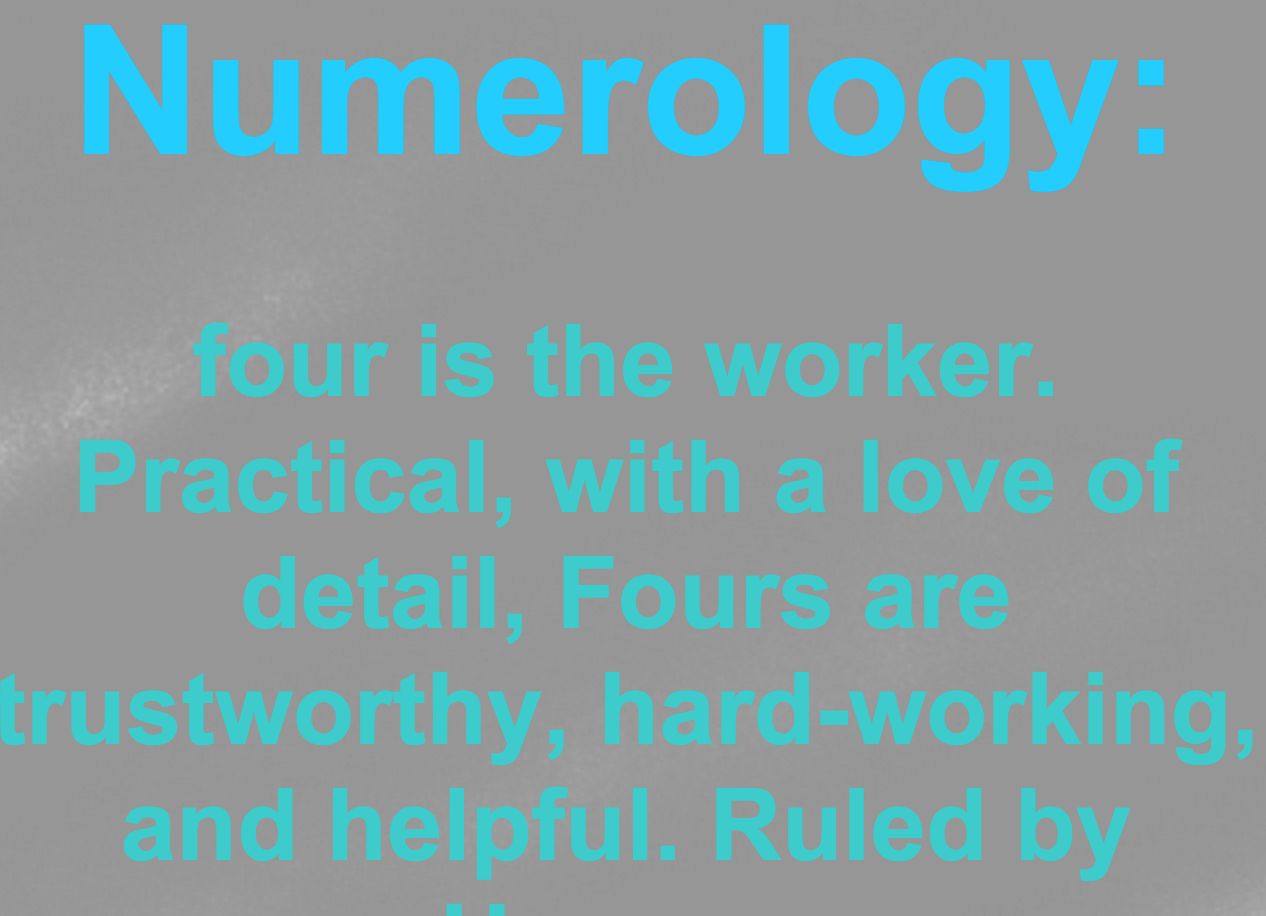 Numerology:
four is the worker.
Practical, with a love of
detail, Fours are
trustworthy, hard-working,
and helpful. Ruled by